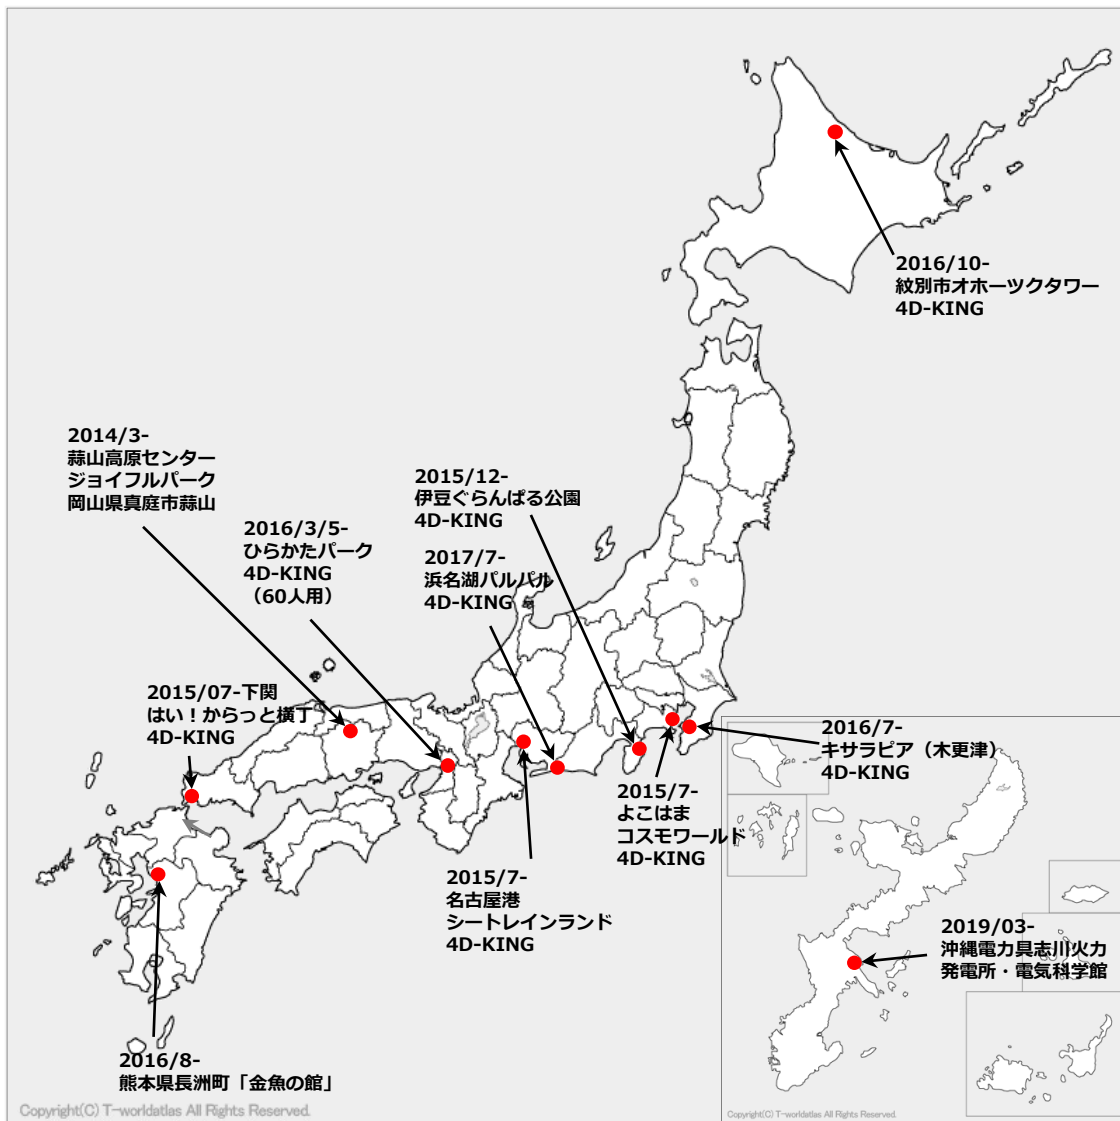 2016/10-
紋別市オホーツクタワー
4D-KING
2014/3-
蒜山高原センター
ジョイフルパーク
岡山県真庭市蒜山
2016/3/5-
ひらかたパーク
4D-KING
（60人用）
2015/12-
伊豆ぐらんぱる公園
4D-KING
2017/7-
浜名湖パルパル
4D-KING
2015/07-下関
はい！からっと横丁
4D-KING
2016/7-
キサラピア（木更津）
4D-KING
2015/7-
よこはま
コスモワールド
4D-KING
2015/7-
名古屋港
シートレインランド
4D-KING
2019/03-
沖縄電力具志川火力
発電所・電気科学館
2016/8-
熊本県長洲町「金魚の館」
Copyright(C) T-worldatlas All Rights Reserved.
Copyright(C) T-worldatlas All Rights Reserved.